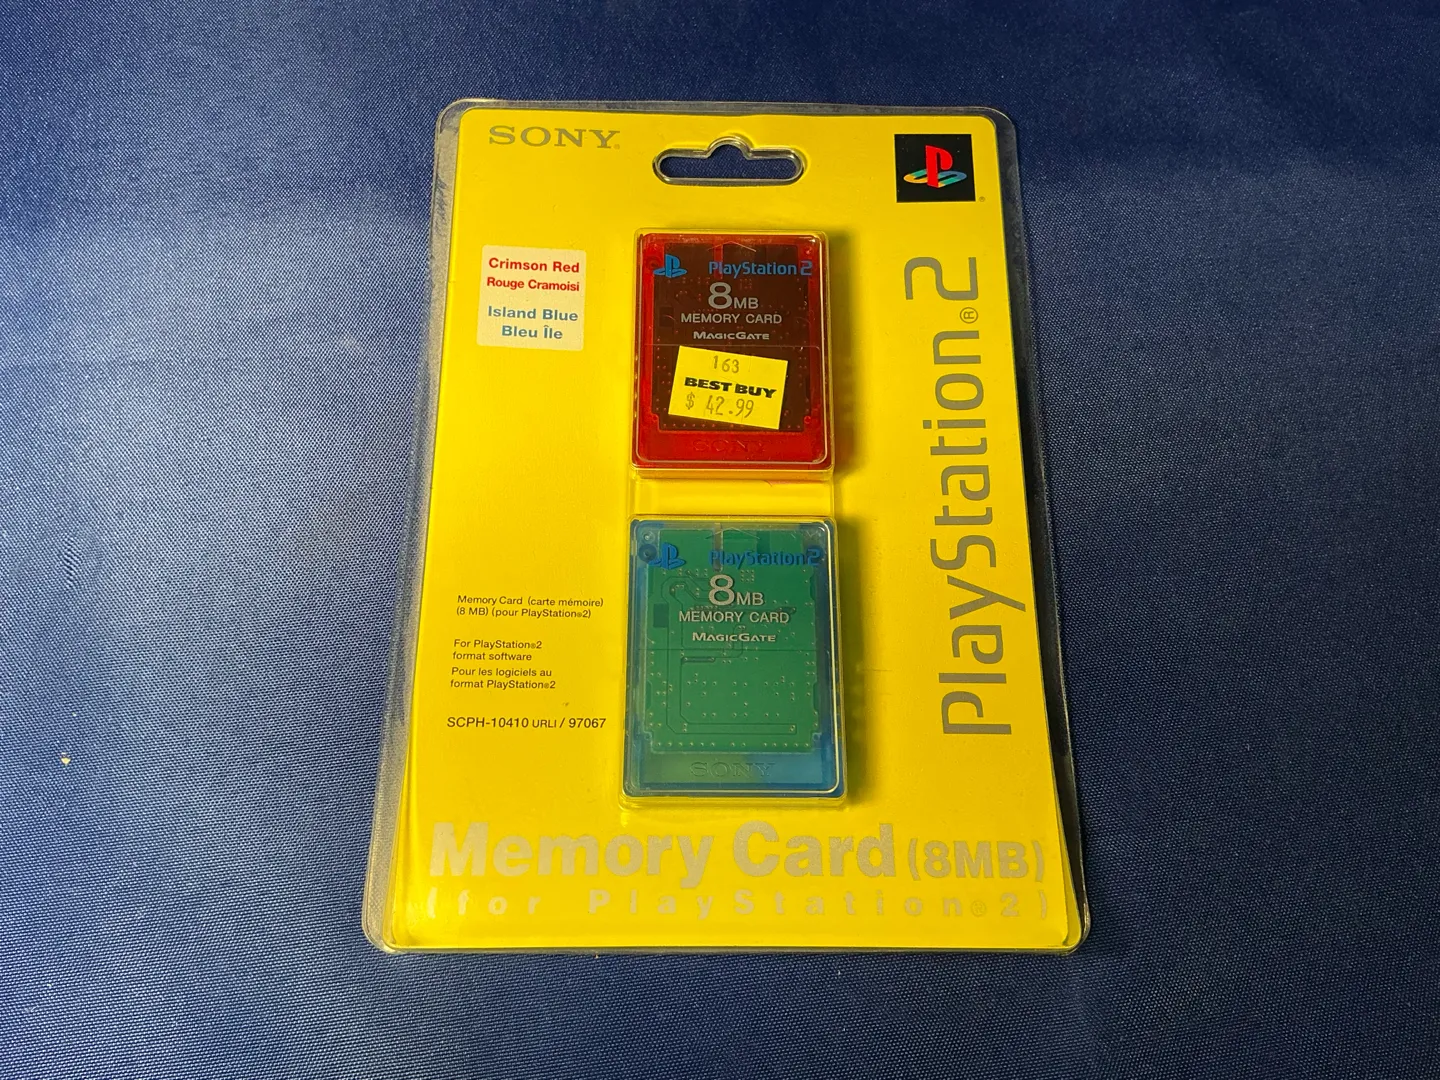 SONY®
Crimson Red
Rouge Cramoisi
Island Blue
Bleu Île
PlayStation 2
8MB
MEMORY CARD
MAGICGATE
163
BEST BUY
$ 42.99
SONY
PlayStation 2
8MB
MEMORY CARD
MAGICGATE
SONY
PlayStation®2
Memory Card (carte mémoire)
(8 MB) (pour PlayStation®2)
For PlayStation®2
format software
Pour les logiciels au
format PlayStation®2
SCPH-10410 URLI / 97067
Memory Card (8MB)
(for PlayStation®2)